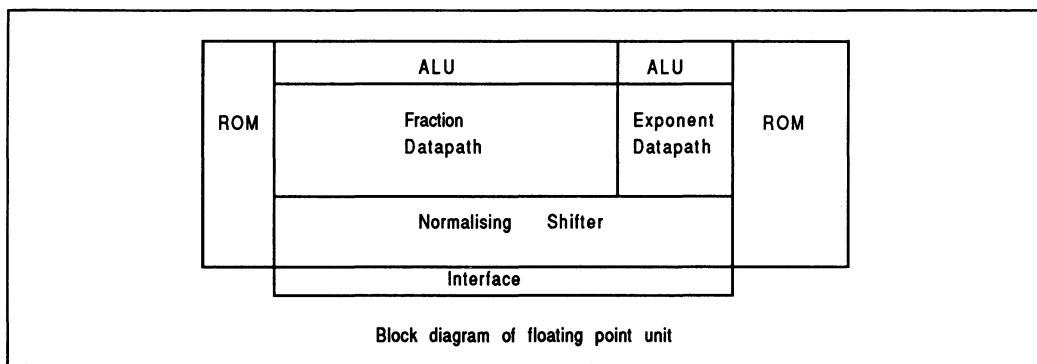 ALU
ALU
ROM
Fraction
Datapath
Exponent
Datapath
ROM
Normalising Shifter
Interface
Block diagram of floating point unit